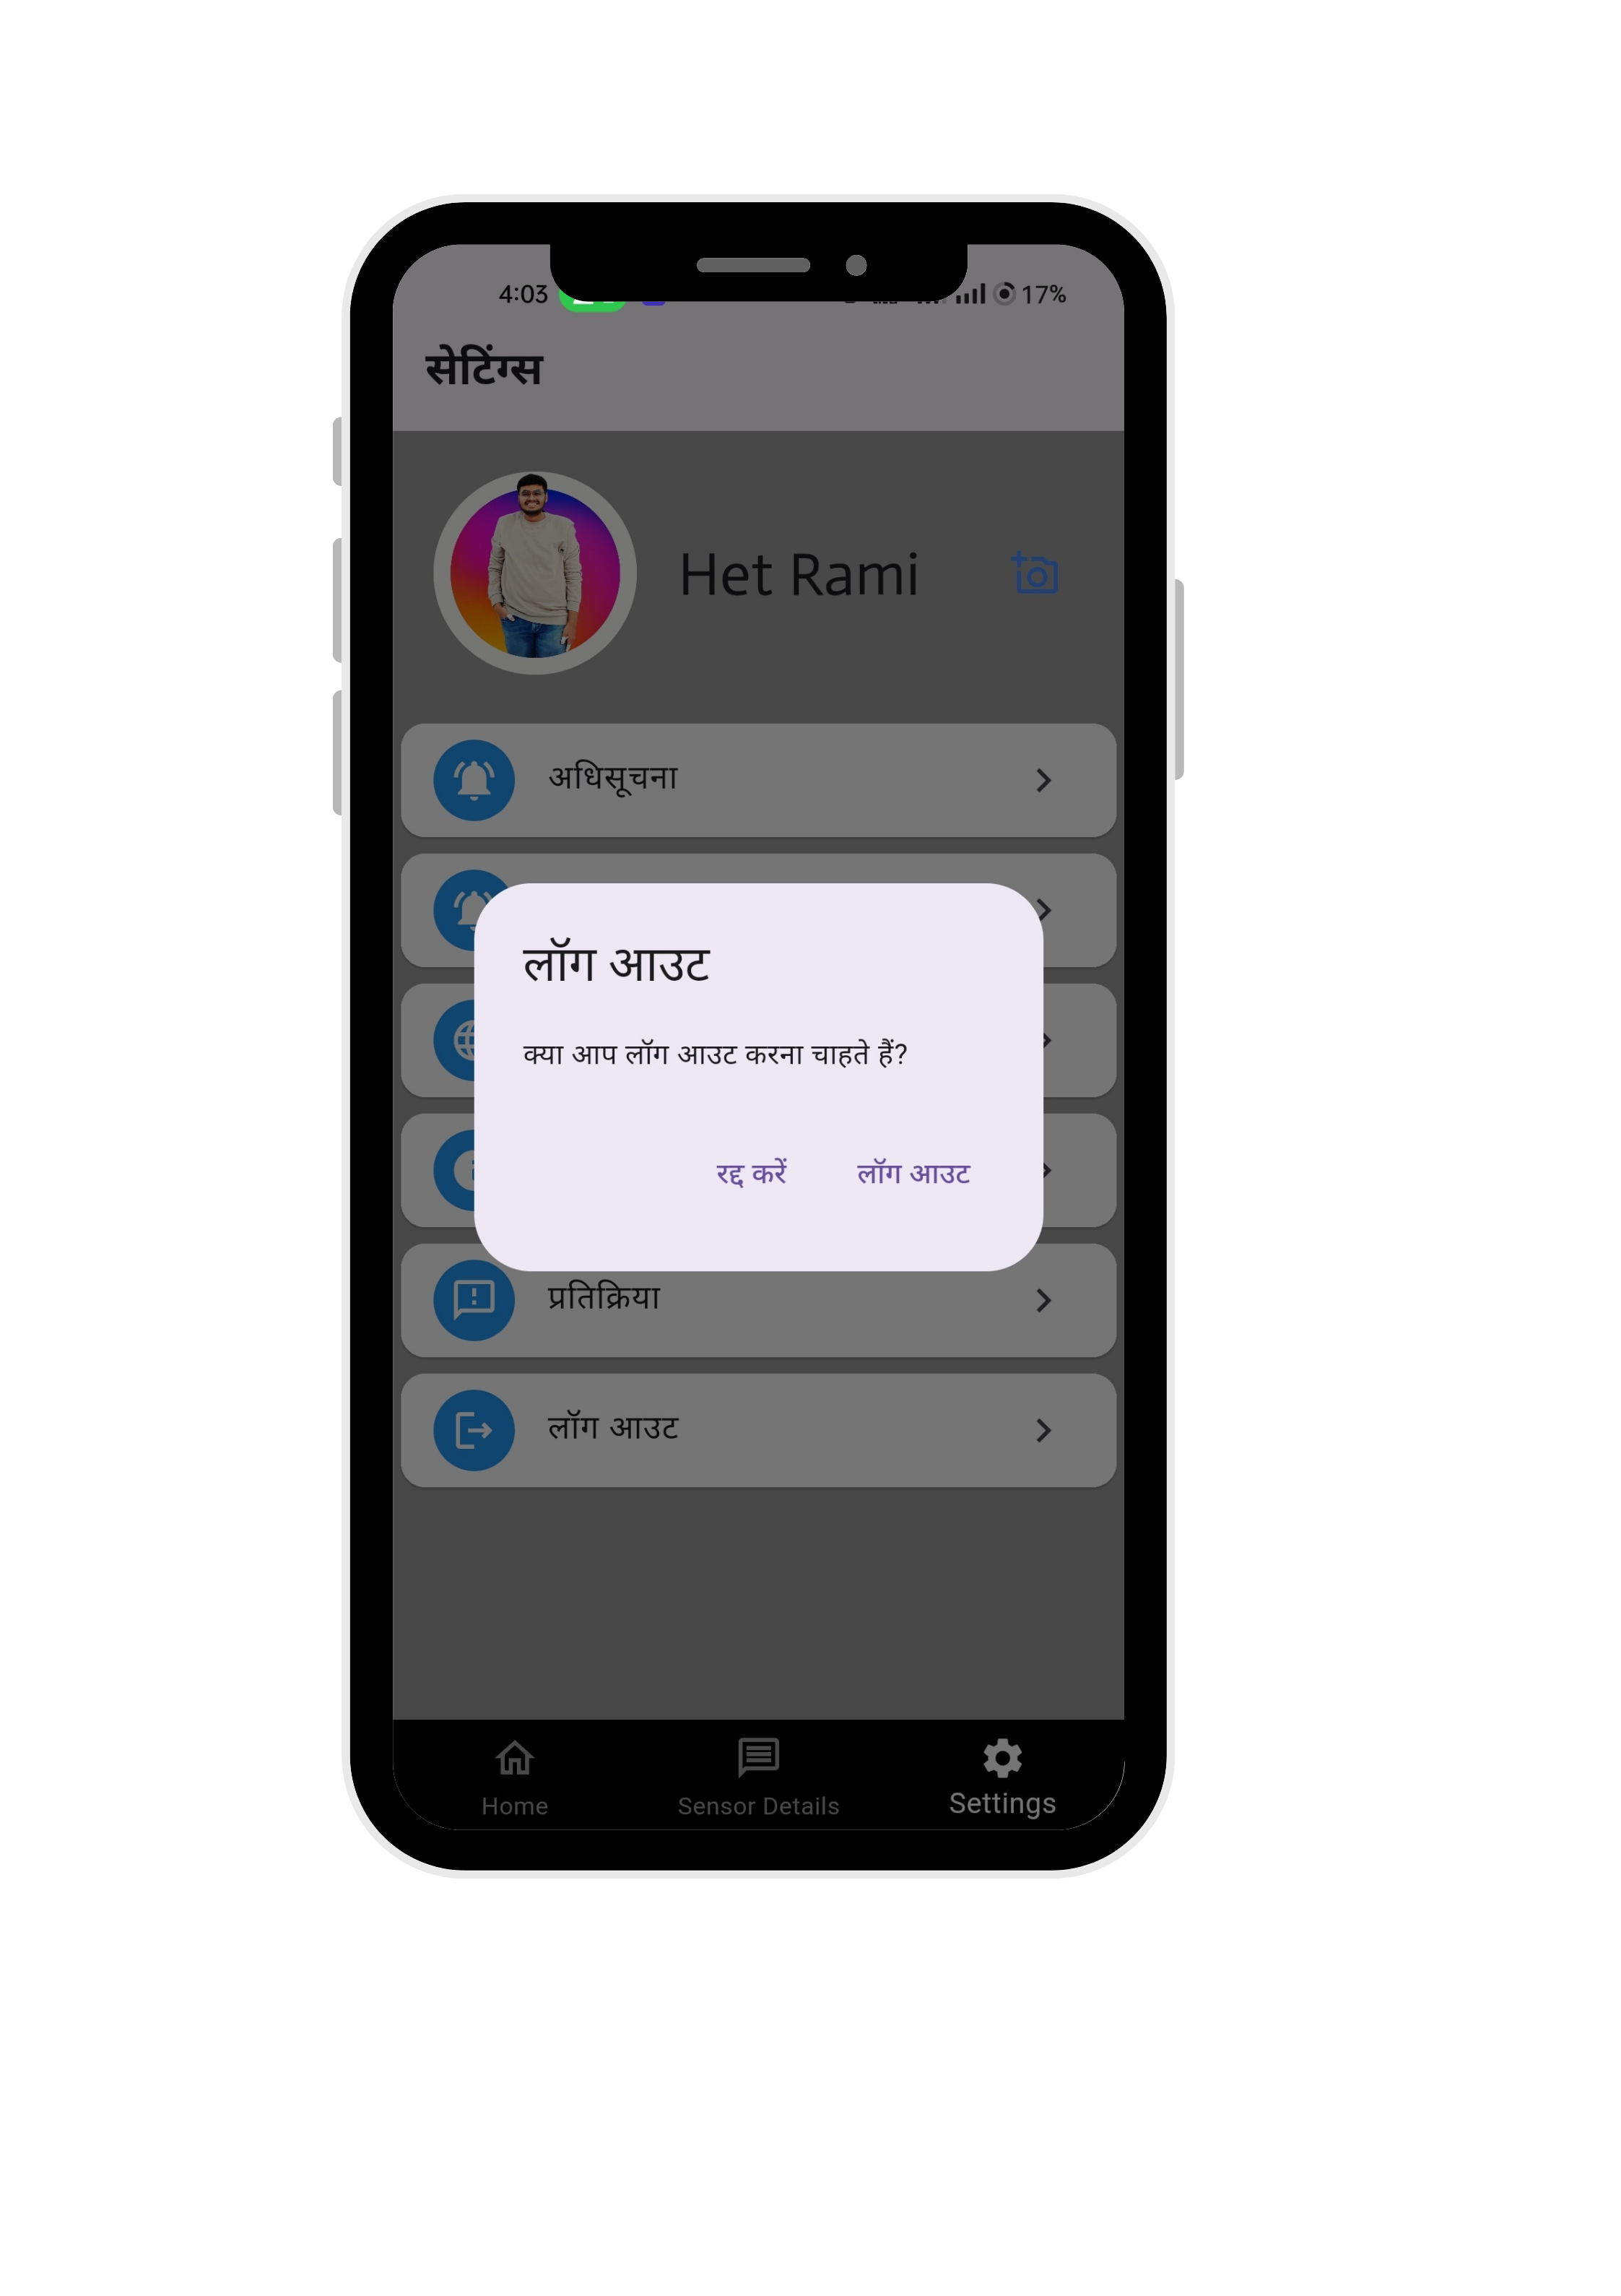 4:03
17%
सेटिंग्स
Het Rami
अधिसूचना
लॉग आउट
क्या आप लॉग आउट करना चाहते हैं?
रद्द करें
लॉग आउट
प्रतिक्रिया
लॉग आउट
Home
Sensor Details
Settings